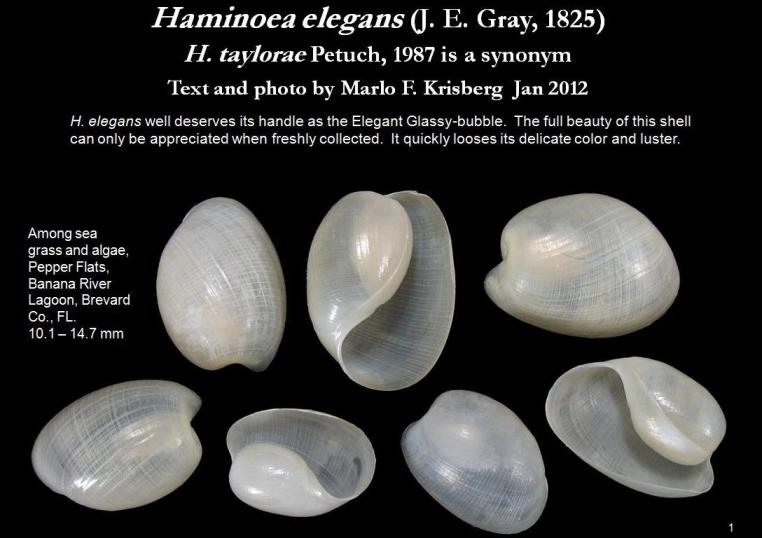 Haminoea elegans (J. E. Gray, 1825)
H. taylorae Petuch, 1987 is a synonym
Text and photo by Marlo F. Krisberg  Jan 2012
H. elegans well deserves its handle as the Elegant Glassy-bubble.  The full beauty of this shell
can only be appreciated when freshly collected.  It quickly looses its delicate color and luster.
Among sea
grass and algae,
Pepper Flats,
Banana River
Lagoon, Brevard
Co., FL.
10.1 – 14.7 mm
1